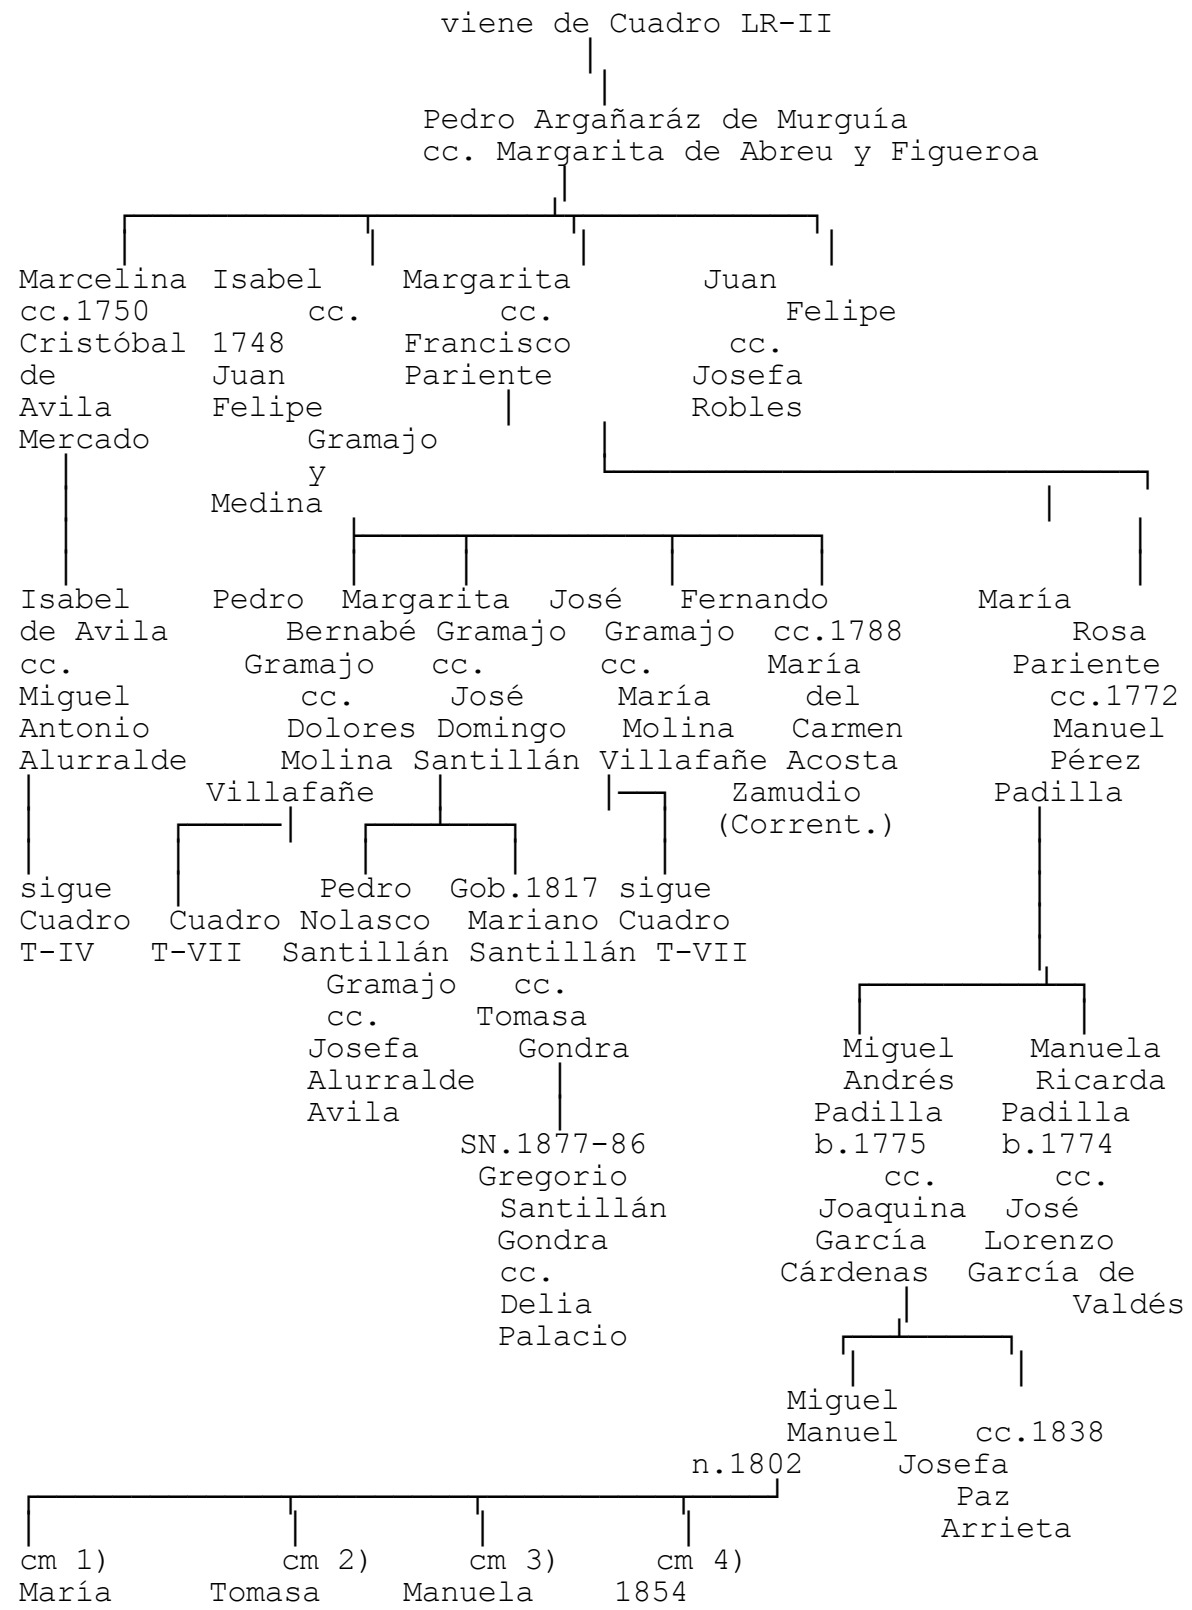 viene de Cuadro LR-II
Pedro Argañaráz de Murguía
cc. Margarita de Abreu y Figueroa
Marcelina Isabel Margarita Juan
cc.1750 cc. cc. Felipe
Cristóbal 1748 Francisco cc.
de Juan Pariente Josefa
Avila Felipe Robles
Mercado Gramajo
y
Medina
Isabel Pedro Margarita José Fernando María
de Avila Bernabé Gramajo Gramajo cc.1788 Rosa
cc. Gramajo cc. cc. María Pariente
Miguel cc. José María del cc.1772
Antonio Dolores Domingo Molina Carmen Manuel
Alurralde Molina Santillán Villafañe Acosta Pérez
Villafañe Zamudio Padilla
(Corrent.)
sigue Pedro Gob.1817 sigue
Cuadro Cuadro Nolasco Mariano Cuadro
T-IV T-VII Santillán Santillán T-VII
Gramajo cc.
cc. Tomasa
Josefa Gondra Miguel Manuela
Alurralde Andrés Ricarda
Avila Padilla Padilla
SN.1877-86 b.1775 b.1774
Gregorio cc. cc.
Santillán Joaquina José
Gondra García Lorenzo
cc. Cárdenas García de
Delia Valdés
Palacio
Miguel
Manuel cc.1838
n.1802 Josefa
Paz
Arrieta
cm 1) cm 2) cm 3) cm 4)
María Tomasa Manuela 1854